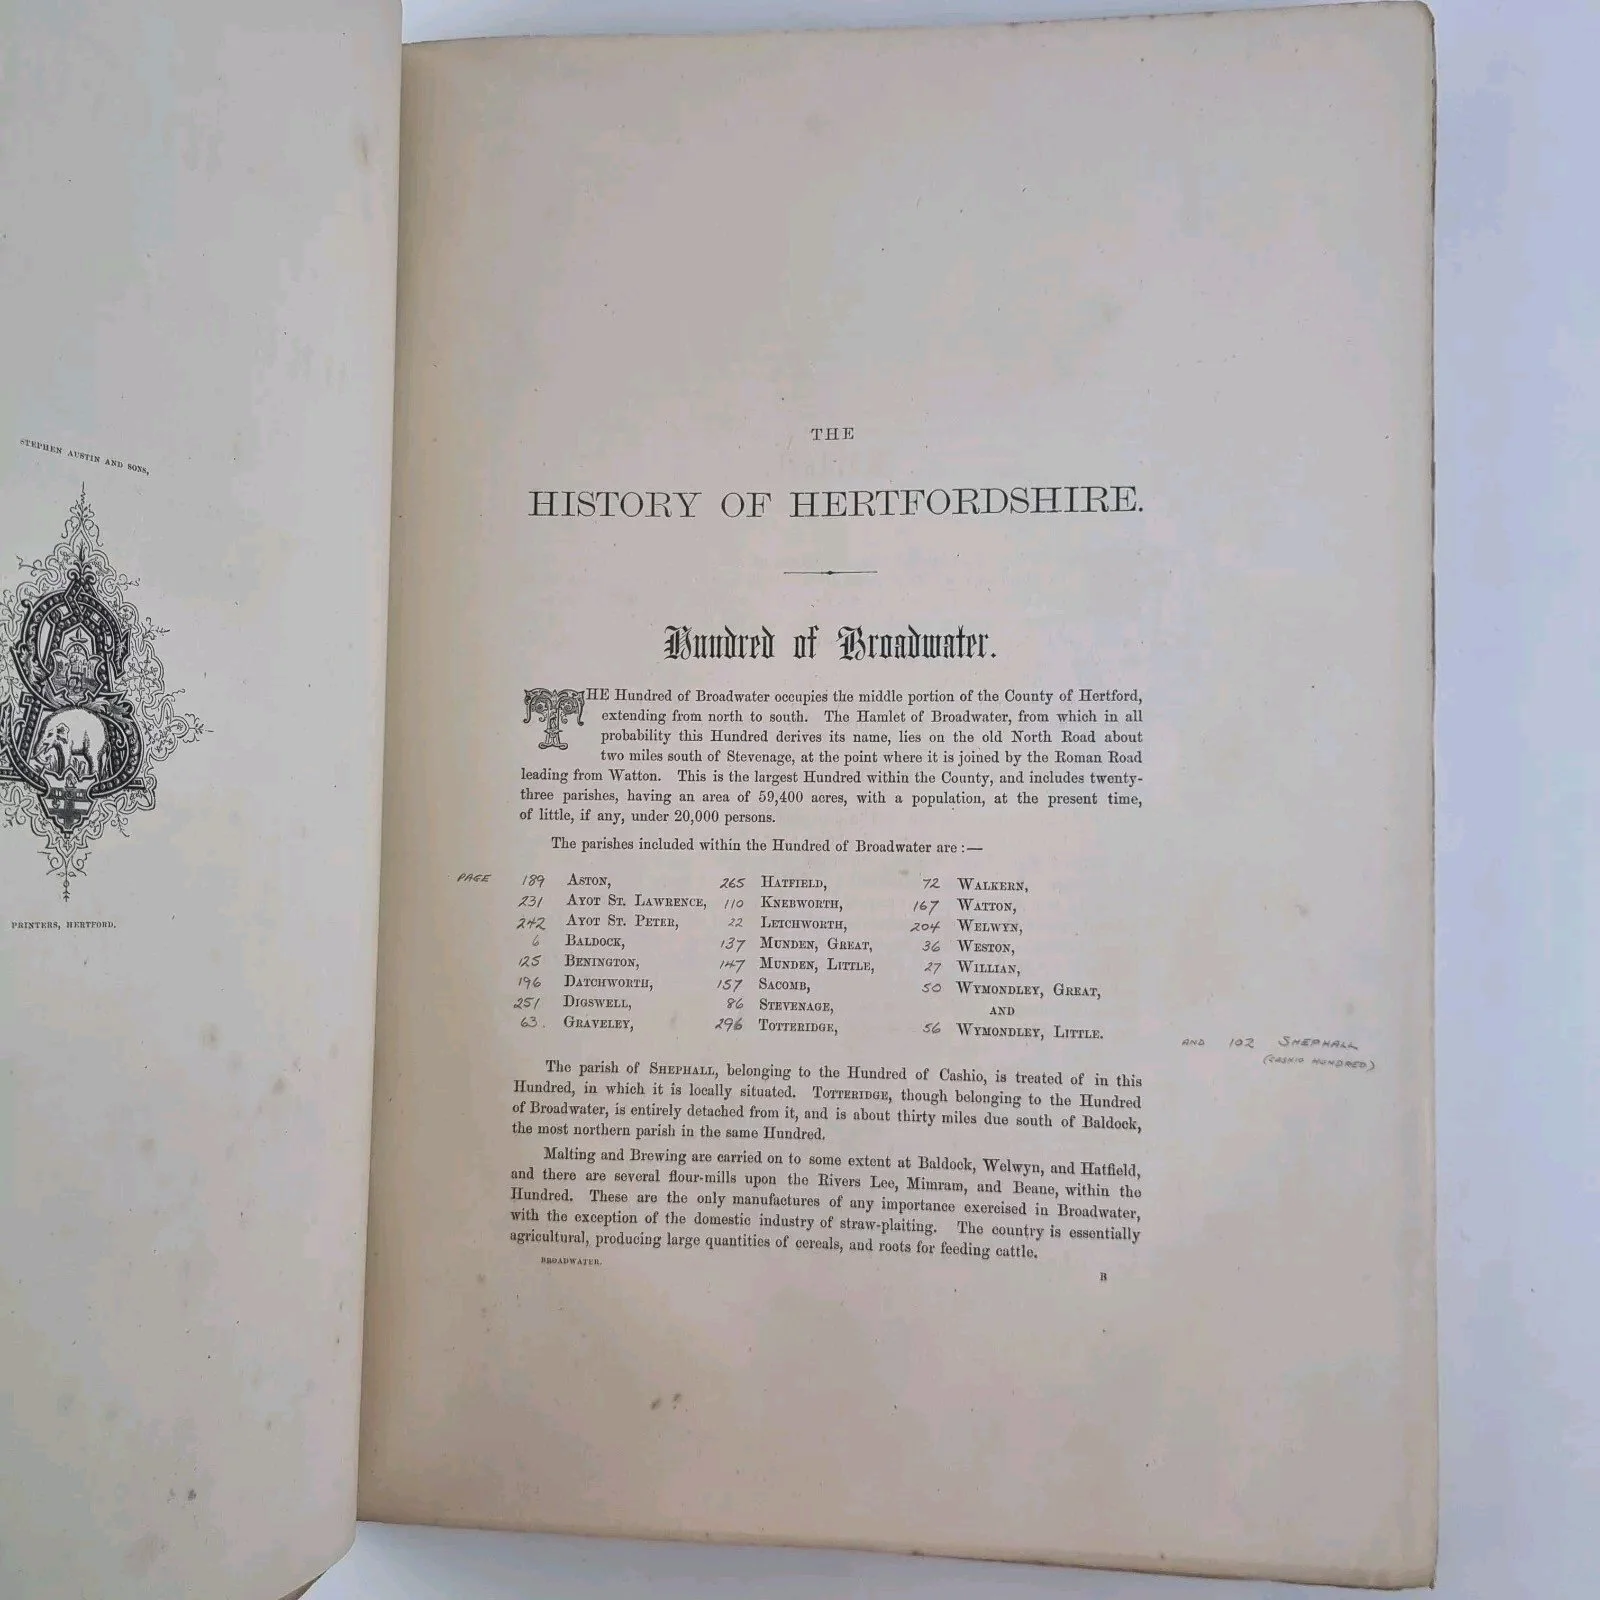 STEPHEN AUSTIN AND SONS,
PRINTERS, HERTFORD.
THE
HISTORY OF HERTFORDSHIRE.
Hundred of Broadwater.
THE Hundred of Broadwater occupies the middle portion of the County of Hertford,
extending from north to south. The Hamlet of Broadwater, from which in all
probability this Hundred derives its name, lies on the old North Road about
two miles south of Stevenage, at the point where it is joined by the Roman Road
leading from Watton. This is the largest Hundred within the County, and includes twenty-
three parishes, having an area of 59,400 acres, with a population, at the present time,
of little, if any, under 20,000 persons.
The parishes included within the Hundred of Broadwater are :—
PAGE 189 ASTON, 265 HATFIELD, 72 WALKERN,
231 AYOT ST. LAWRENCE, 110 KNEBWORTH, 167 WATTON,
242 AYOT ST. PETER, 22 LETCHWORTH, 204 WELWYN,
6 BALDOCK, 137 MUNDEN, GREAT, 36 WESTON,
125 BENINGTON, 147 MUNDEN, LITTLE, 27 WILLIAN,
196 DATCHWORTH, 157 SACOMB, 50 WYMONDLEY, GREAT,
251 DIGSWELL, 86 STEVENAGE, AND
63. GRAVELEY, 296 TOTTERIDGE, 56 WYMONDLEY, LITTLE.
AND 102 SHEPHALL
(CASHIO HUNDRED)
The parish of SHEPHALL, belonging to the Hundred of Cashio, is treated of in this
Hundred, in which it is locally situated. TOTTERIDGE, though belonging to the Hundred
of Broadwater, is entirely detached from it, and is about thirty miles due south of Baldock,
the most northern parish in the same Hundred.
Malting and Brewing are carried on to some extent at Baldock, Welwyn, and Hatfield,
and there are several flour-mills upon the Rivers Lee, Mimram, and Beane, within the
Hundred. These are the only manufactures of any importance exercised in Broadwater,
with the exception of the domestic industry of straw-plaiting. The country is essentially
agricultural, producing large quantities of cereals, and roots for feeding cattle.
BROADWATER.
B